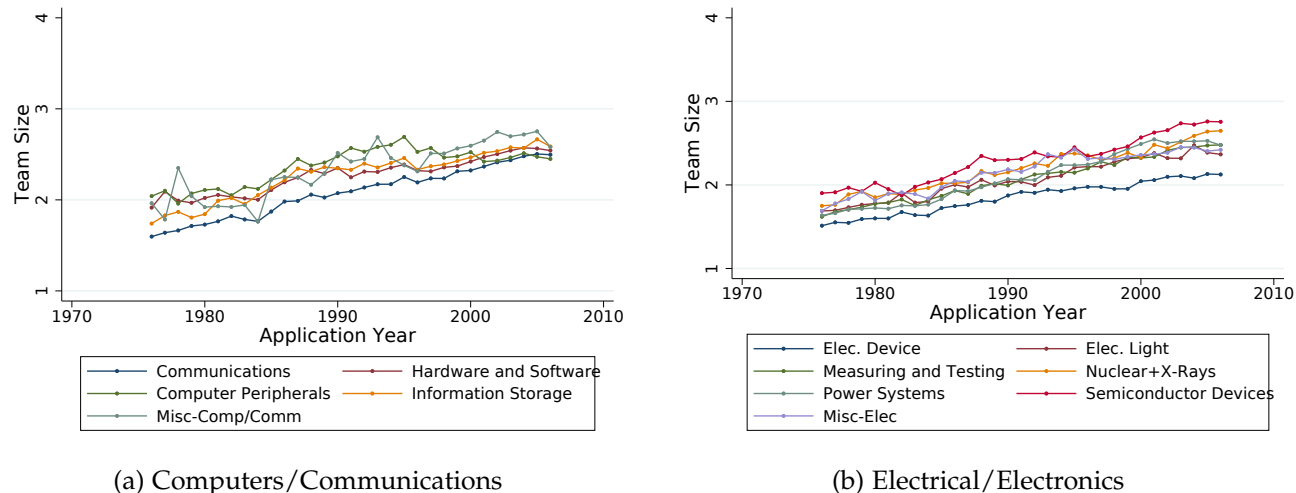 4
3
2
1
Team Size
1970 1980 1990 2000 2010
Application Year
Communications Hardware and Software
Computer Peripherals Information Storage
Misc-Comp/Comm
(a) Computers/Communications
4
3
2
1
Team Size
1970 1980 1990 2000 2010
Application Year
Elec. Device Elec. Light
Measuring and Testing Nuclear+X-Rays
Power Systems Semiconductor Devices
Misc-Elec
(b) Electrical/Electronics